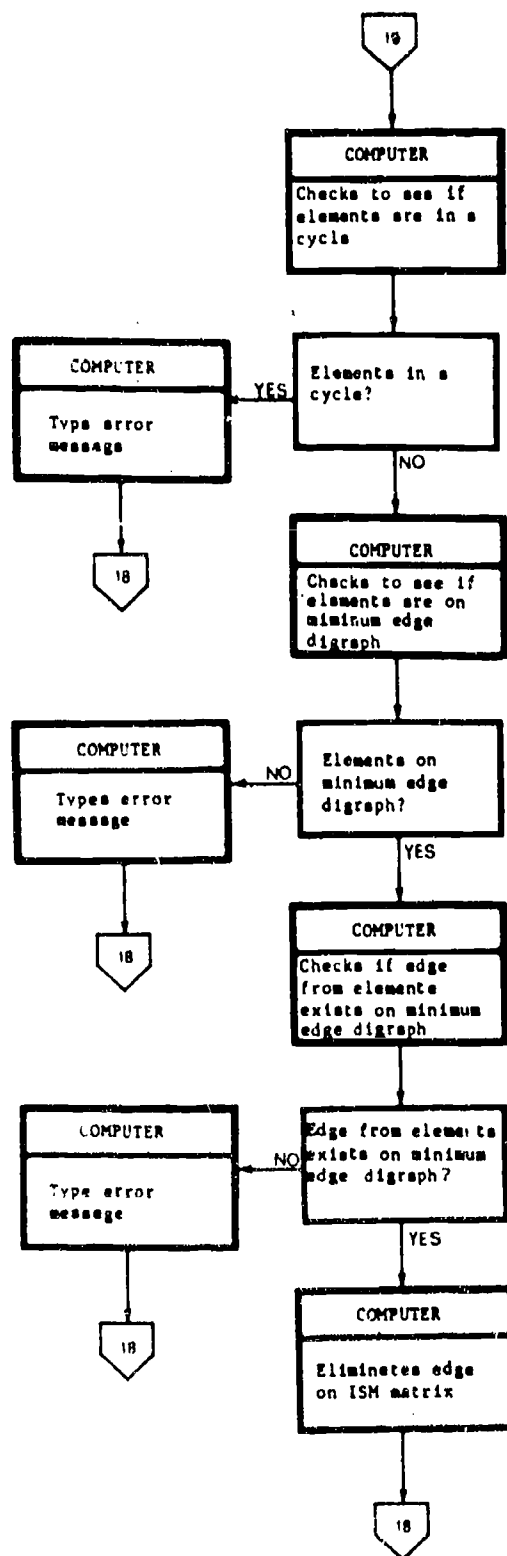 19
COMPUTER
Checks to see if
elements are in a
cycle
Elements in a
cycle?
YES
COMPUTER
Type error
message
18
NO
COMPUTER
Checks to see if
elements are on
miminum edge
digraph
Elements on
minimum edge
digraph?
NO
COMPUTER
Types error
message
18
YES
COMPUTER
Checks if edge
from elements
exists on minimum
edge digraph
Edge from elements
exists on minimum
edge digraph?
NO
COMPUTER
Type error
message
18
YES
COMPUTER
Eliminates edge
on ISM matrix
18